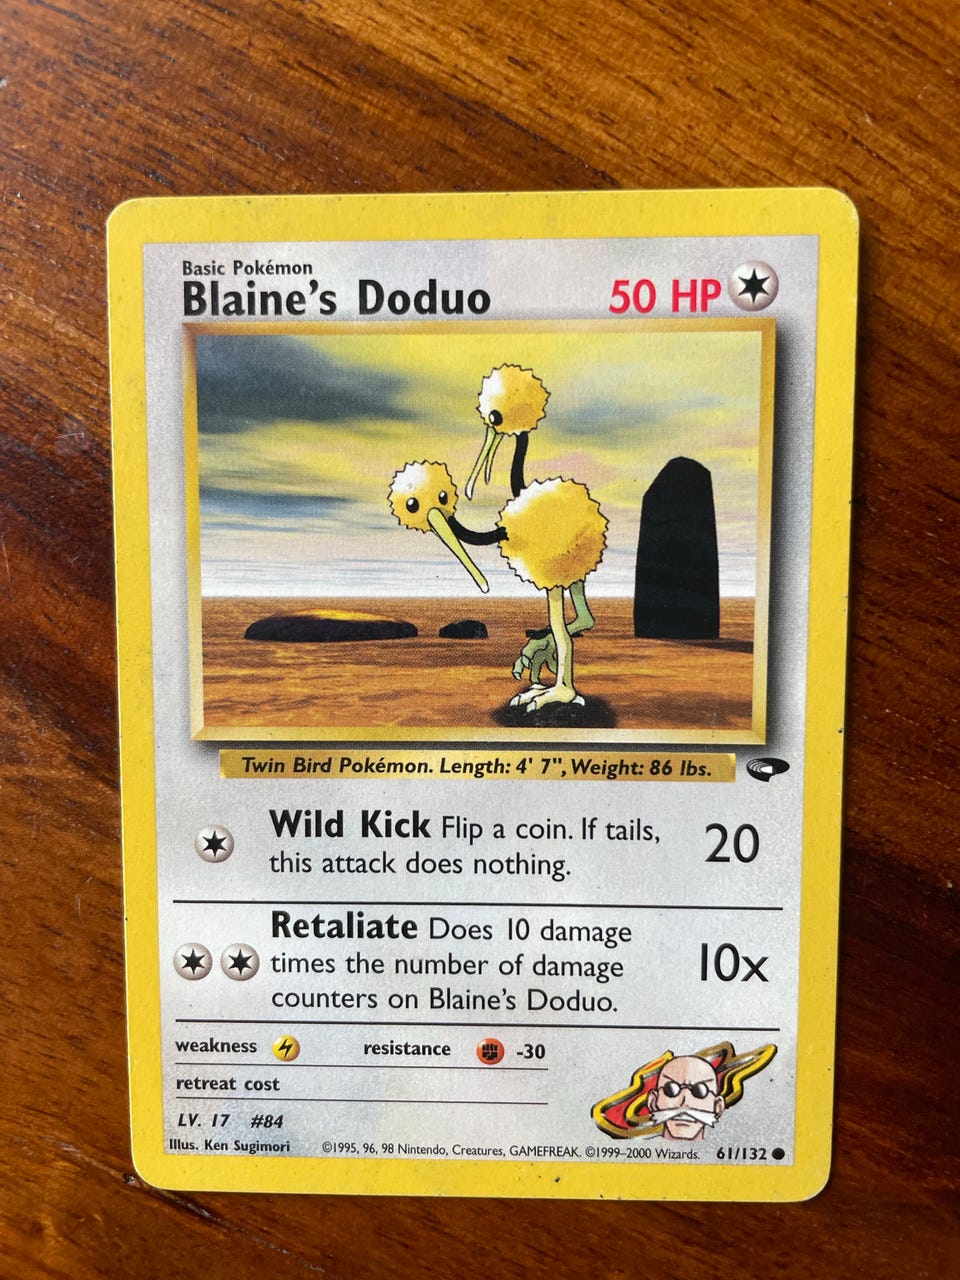 Basic Pokémon
Blaine's Doduo
50 HP
Twin Bird Pokémon. Length: 4' 7", Weight: 86 lbs.
Wild Kick Flip a coin. If tails,
this attack does nothing.
20
Retaliate Does 10 damage
times the number of damage
counters on Blaine's Doduo.
10x
weakness
resistance
-30
retreat cost
LV. 17 #84
Illus. Ken Sugimori
©1995, 96, 98 Nintendo, Creatures, GAMEFREAK. ©1999–2000 Wizards.
61/132